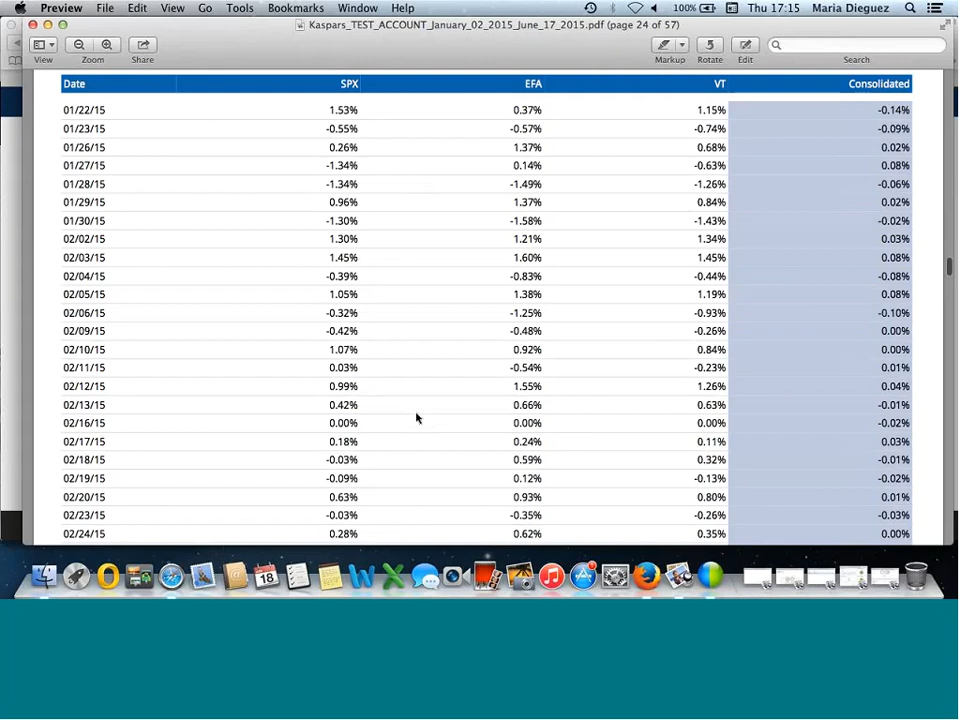 Preview File Edit View Go Tools Bookmarks Window Help 100% Thu 17:15 Maria Dieguez
Kaspars_TEST_ACCOUNT_January_02_2015_June_17_2015.pdf (page 24 of 57)
View Zoom Share Markup Rotate Edit Search
Date SPX EFA VT Consolidated
01/22/15 1.53% 0.37% 1.15% -0.14%
01/23/15 -0.55% -0.57% -0.74% -0.09%
01/26/15 0.26% 1.37% 0.68% 0.02%
01/27/15 -1.34% 0.14% -0.63% 0.08%
01/28/15 -1.34% -1.49% -1.26% -0.06%
01/29/15 0.96% 1.37% 0.84% 0.02%
01/30/15 -1.30% -1.58% -1.43% -0.02%
02/02/15 1.30% 1.21% 1.34% 0.03%
02/03/15 1.45% 1.60% 1.45% 0.08%
02/04/15 -0.39% -0.83% -0.44% -0.08%
02/05/15 1.05% 1.38% 1.19% 0.08%
02/06/15 -0.32% -1.25% -0.93% -0.10%
02/09/15 -0.42% -0.48% -0.26% 0.00%
02/10/15 1.07% 0.92% 0.84% 0.00%
02/11/15 0.03% -0.54% -0.23% 0.01%
02/12/15 0.99% 1.55% 1.26% 0.04%
02/13/15 0.42% 0.66% 0.63% -0.01%
02/16/15 0.00% 0.00% 0.00% -0.02%
02/17/15 0.18% 0.24% 0.11% 0.03%
02/18/15 -0.03% 0.59% 0.32% -0.01%
02/19/15 -0.09% 0.12% -0.13% -0.02%
02/20/15 0.63% 0.93% 0.80% 0.01%
02/23/15 -0.03% -0.35% -0.26% -0.03%
02/24/15 0.28% 0.62% 0.35% 0.00%
18